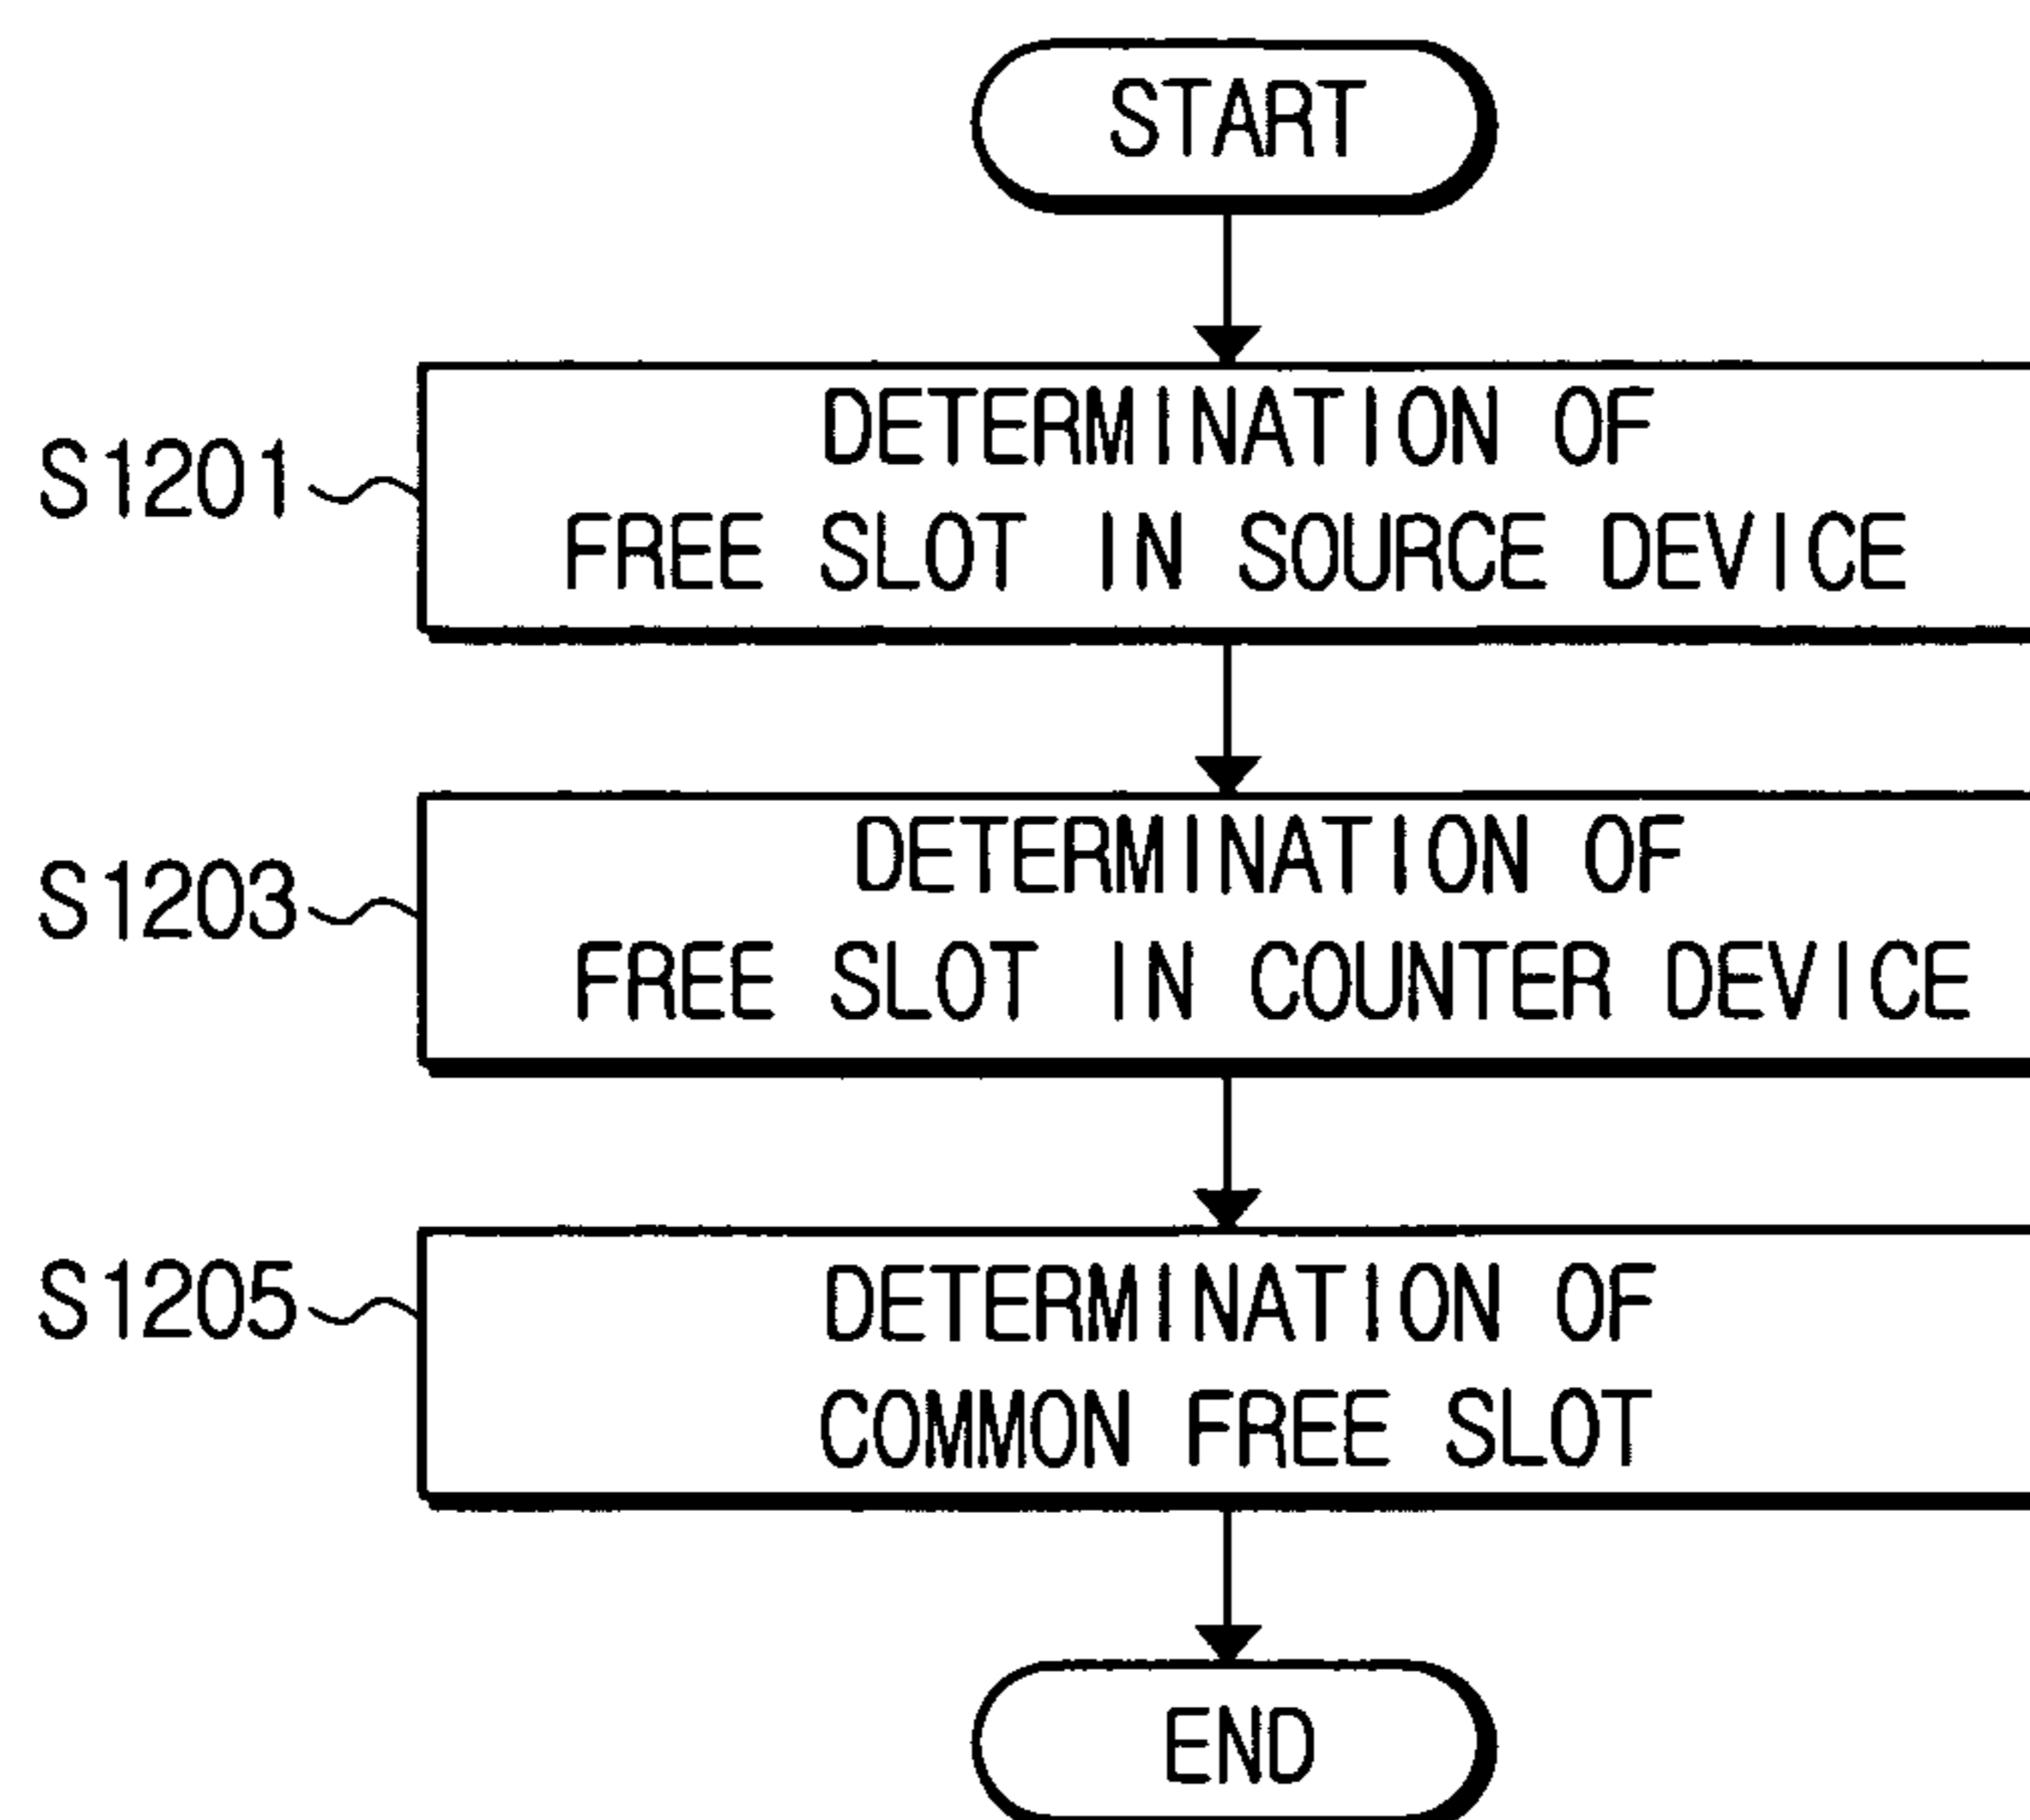 START
S1201
DETERMINATION OF
FREE SLOT IN SOURCE DEVICE
S1203
DETERMINATION OF
FREE SLOT IN COUNTER DEVICE
S1205
DETERMINATION OF
COMMON FREE SLOT
END